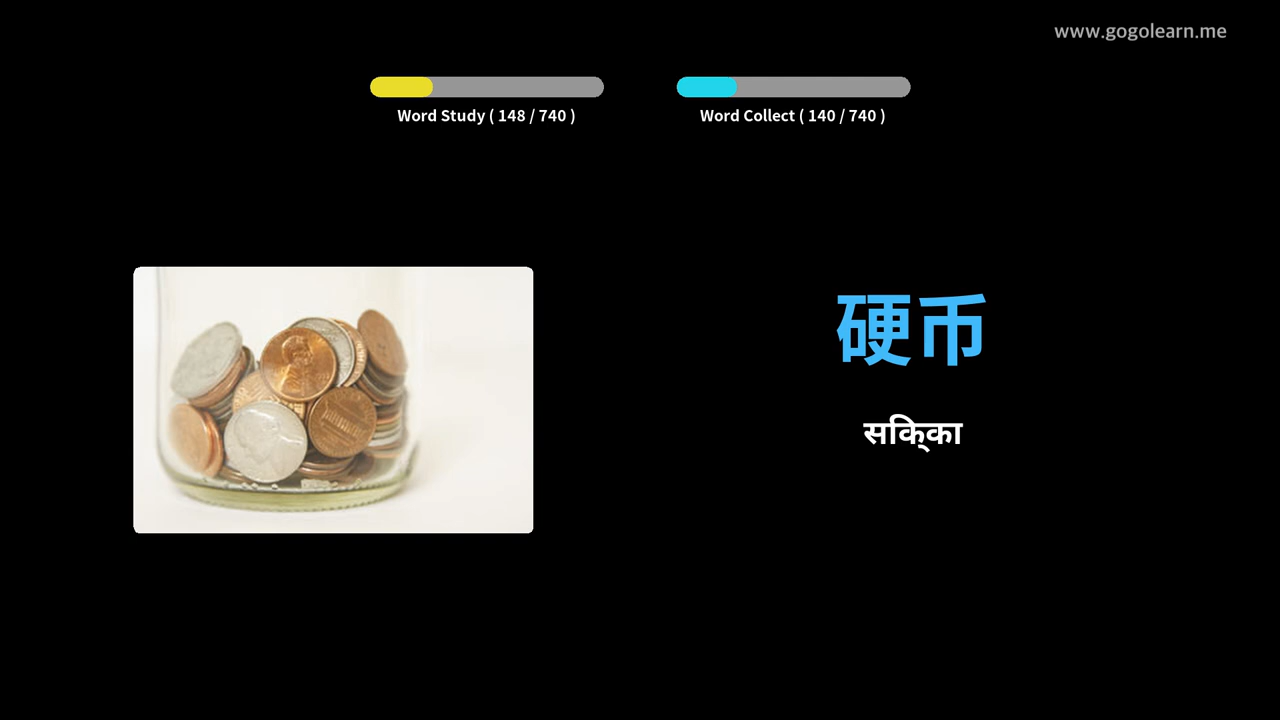 www.gogolearn.me
Word Study ( 148 / 740 )
Word Collect ( 140 / 740 )
硬币
सिक्का